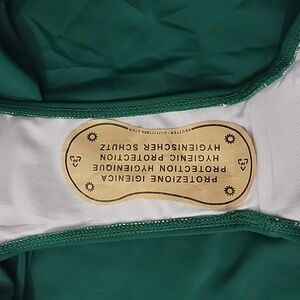 PROTEZIONE IGIENICA
PROTECTION HYGIENIQUE
HYGIENIC PROTECTION
HYGIENISCHER SCHUTZ